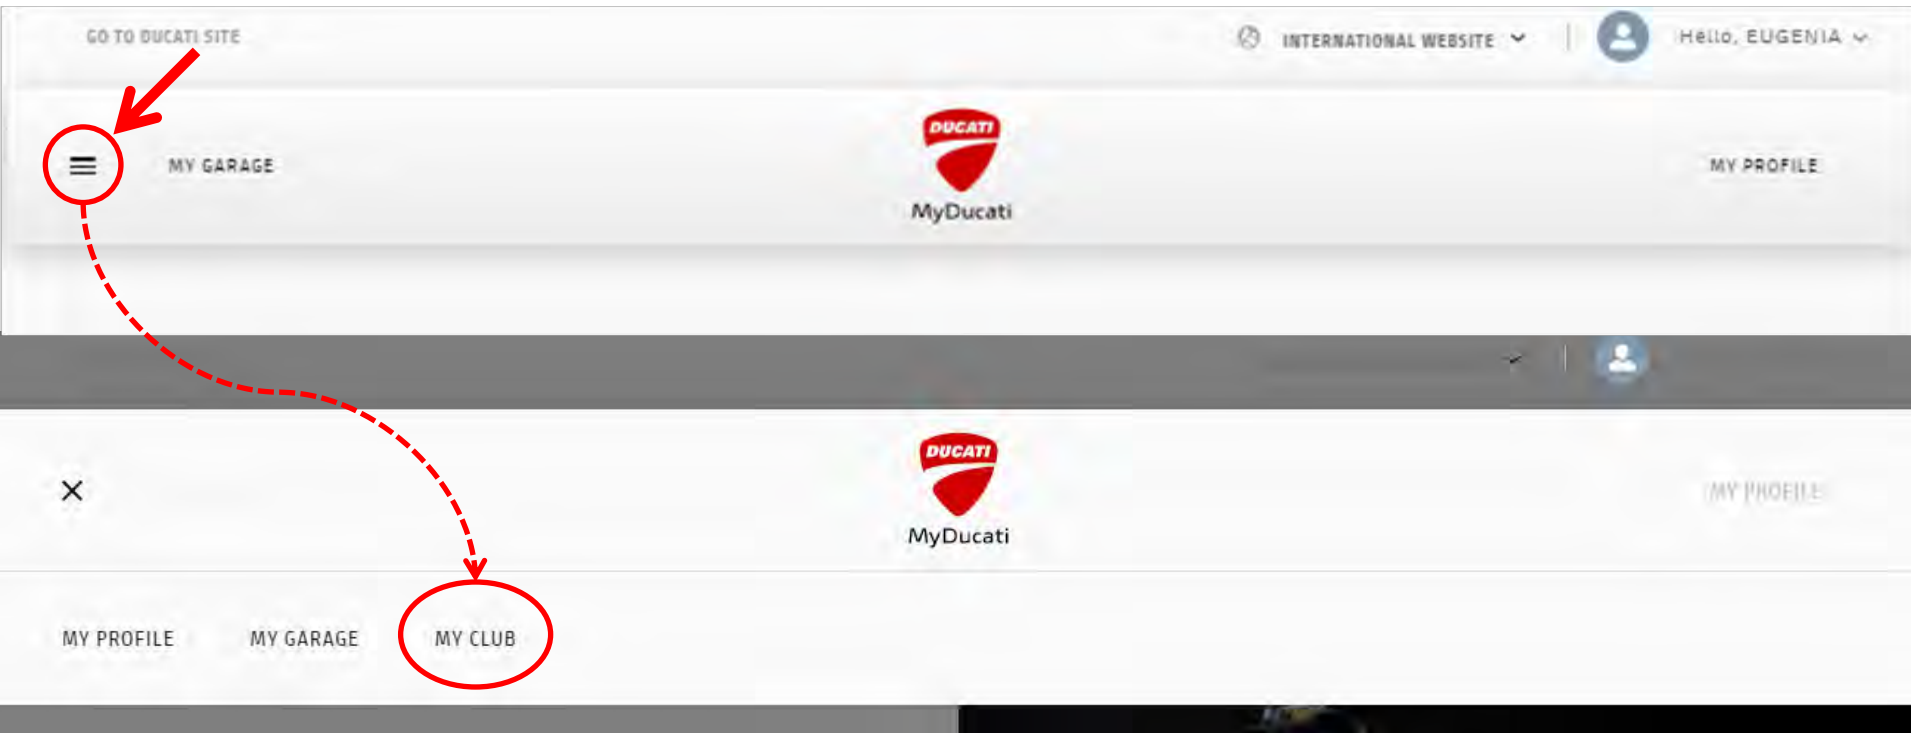 GO TO DUCATI SITE
INTERNATIONAL WEBSITE
Hello, EUGENIA
MY GARAGE
DUCATI
MyDucati
MY PROFILE
DUCATI
MyDucati
MY PROFILE
MY PROFILE
MY GARAGE
MY CLUB